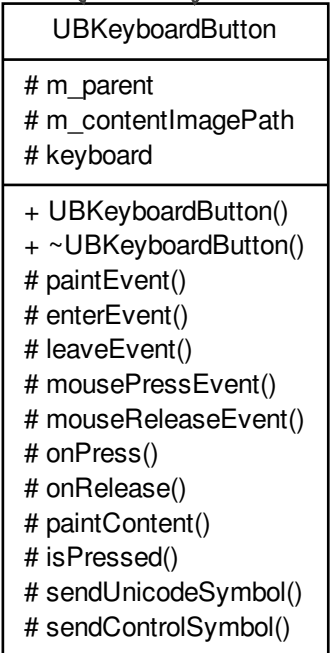 UBKeyboardButton
# m_parent
# m_contentImagePath
# keyboard
+ UBKeyboardButton()
+ ~UBKeyboardButton()
# paintEvent()
# enterEvent()
# leaveEvent()
# mousePressEvent()
# mouseReleaseEvent()
# onPress()
# onRelease()
# paintContent()
# isPressed()
# sendUnicodeSymbol()
# sendControlSymbol()